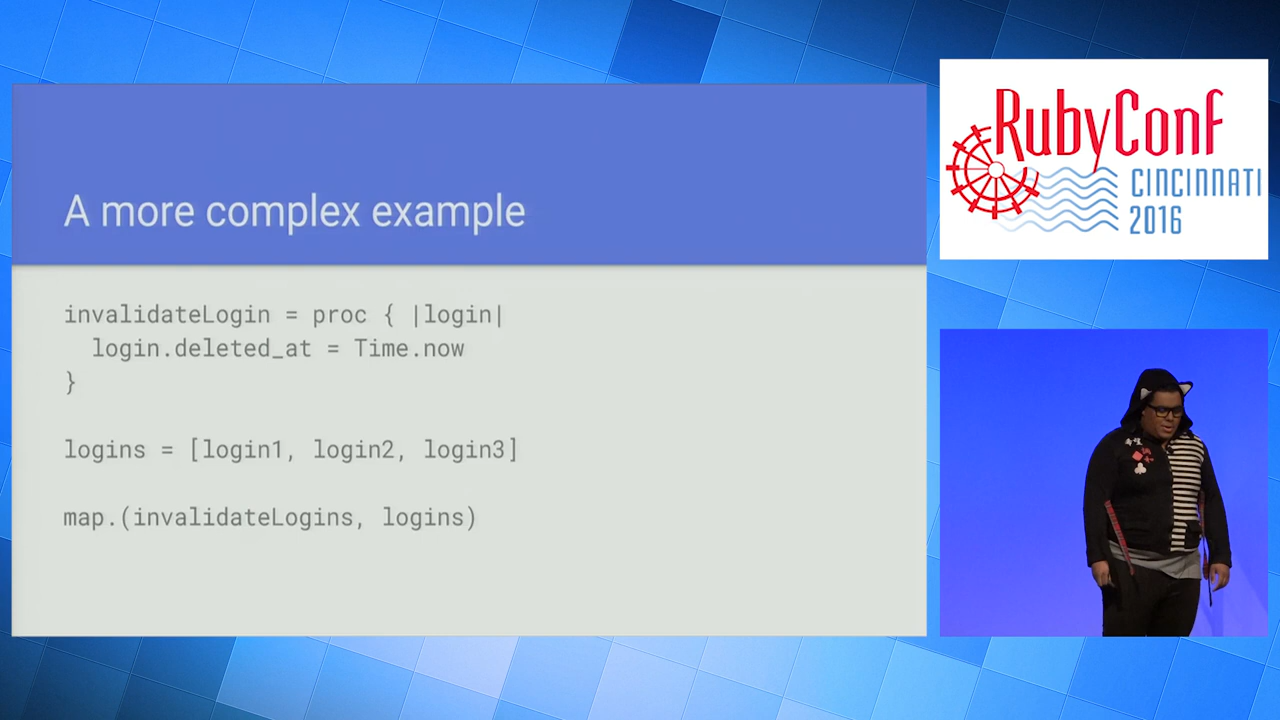 A more complex example
invalidateLogin = proc { |login|
  login.deleted_at = Time.now
}
logins = [login1, login2, login3]
map.(invalidateLogins, logins)
RubyConf
CINCINNATI
2016